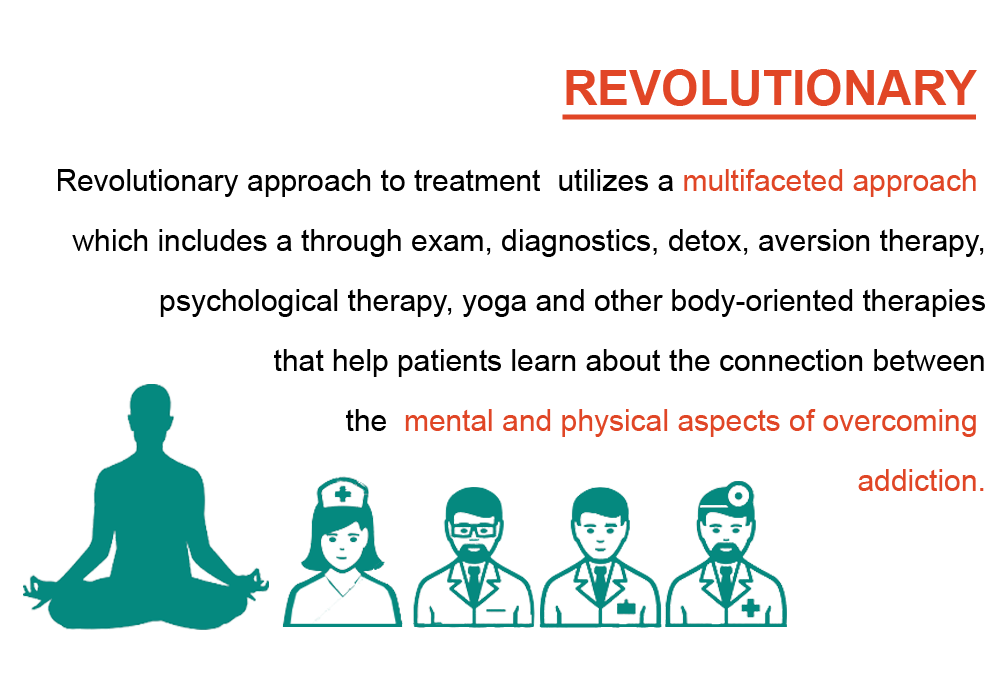 REVOLUTIONARY
Revolutionary approach to treatment utilizes a multifaceted approach
which includes a through exam, diagnostics, detox, aversion therapy,
psychological therapy, yoga and other body-oriented therapies
that help patients learn about the connection between
the mental and physical aspects of overcoming
addiction.